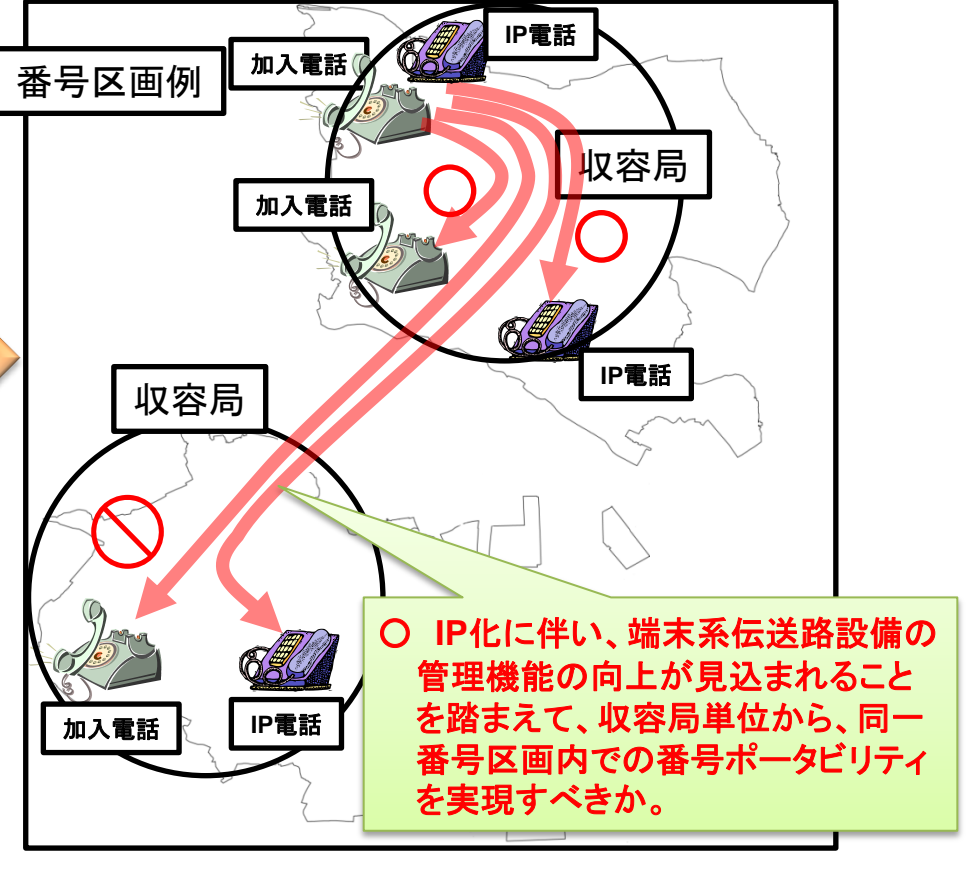 番号区画例
加入電話
IP電話
収容局
加入電話
IP電話
収容局
加入電話
IP電話
○ IP化に伴い、端末系伝送路設備の
管理機能の向上が見込まれること
を踏まえて、収容局単位から、同一
番号区画内での番号ポータビリティ
を実現すべきか。